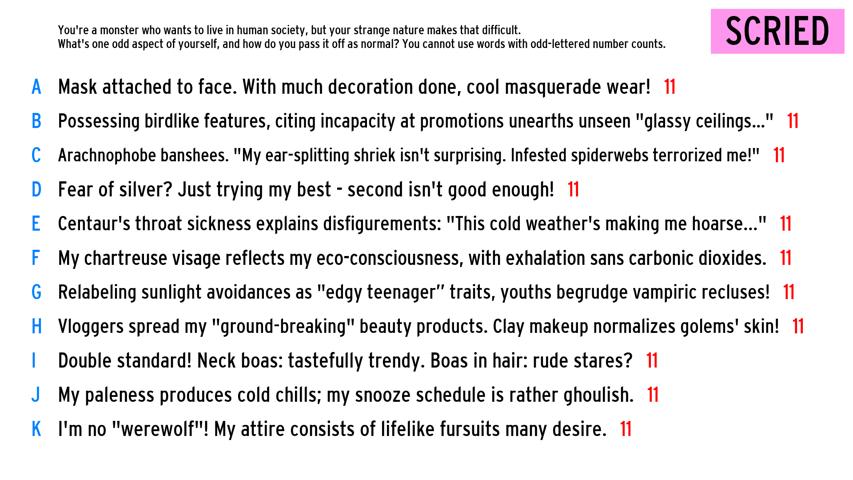 You're a monster who wants to live in human society, but your strange nature makes that difficult.
What's one odd aspect of yourself, and how do you pass it off as normal? You cannot use words with odd-lettered number counts.
SCRIED
A Mask attached to face. With much decoration done, cool masquerade wear! 11
B Possessing birdlike features, citing incapacity at promotions unearths unseen "glassy ceilings..." 11
C Arachnophobe banshees. "My ear-splitting shriek isn't surprising. Infested spiderwebs terrorized me!" 11
D Fear of silver? Just trying my best - second isn't good enough! 11
E Centaur's throat sickness explains disfigurements: "This cold weather's making me hoarse..." 11
F My chartreuse visage reflects my eco-consciousness, with exhalation sans carbonic dioxides. 11
G Relabeling sunlight avoidances as "edgy teenager” traits, youths begrudge vampiric recluses! 11
H Vloggers spread my "ground-breaking" beauty products. Clay makeup normalizes golems' skin! 11
I Double standard! Neck boas: tastefully trendy. Boas in hair: rude stares? 11
J My paleness produces cold chills; my snooze schedule is rather ghoulish. 11
K I'm no "werewolf"! My attire consists of lifelike fursuits many desire. 11